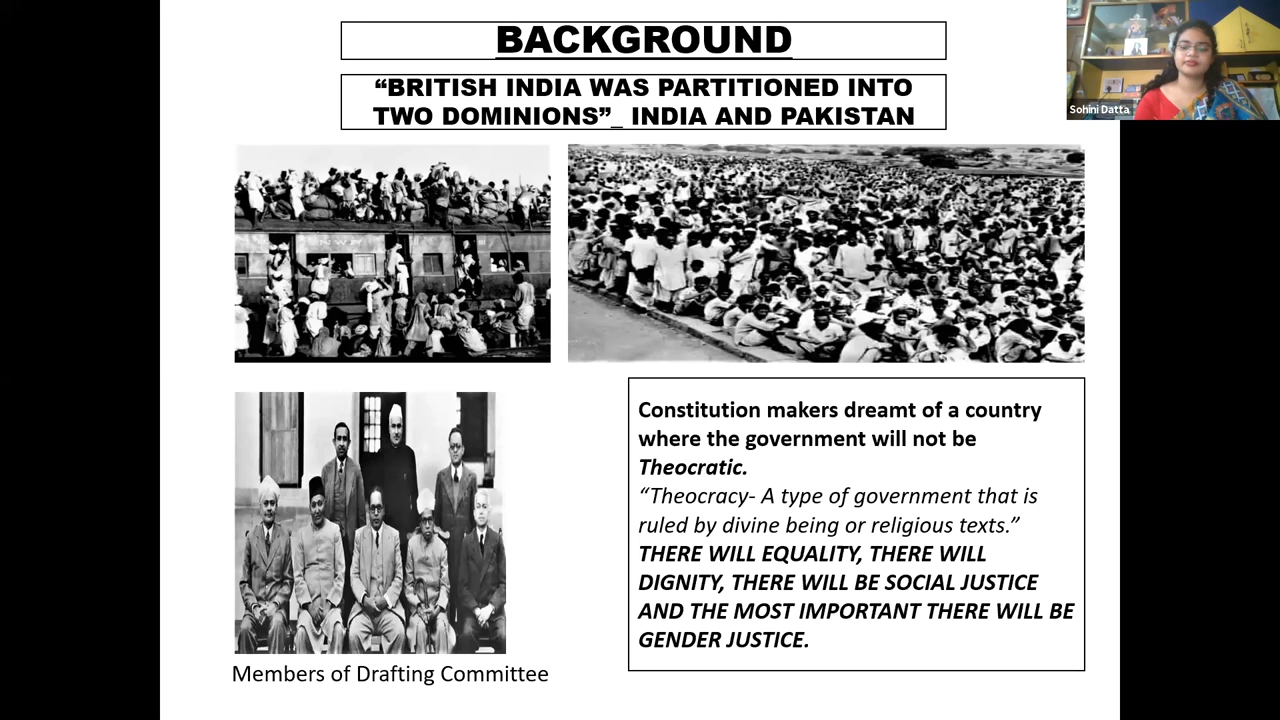 BACKGROUND
“BRITISH INDIA WAS PARTITIONED INTO
TWO DOMINIONS”_ INDIA AND PAKISTAN
Sohini Datta
N W R
Constitution makers dreamt of a country
where the government will not be
Theocratic.
“Theocracy- A type of government that is
ruled by divine being or religious texts.”
THERE WILL EQUALITY, THERE WILL
DIGNITY, THERE WILL BE SOCIAL JUSTICE
AND THE MOST IMPORTANT THERE WILL BE
GENDER JUSTICE.
Members of Drafting Committee